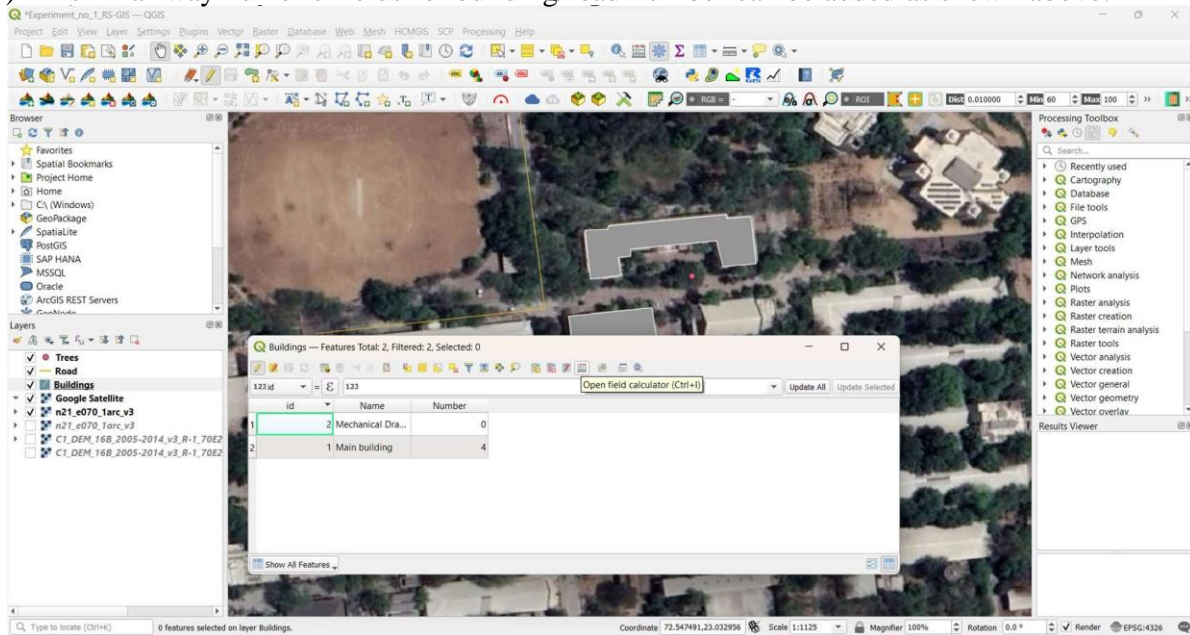 *Experiment_no_1_RS-GIS — QGIS
Project Edit View Layer Settings Plugins Vector Raster Database Web Mesh HCMGIS SCP Processing Help
RGB = - ROI Dist 0.010000 Min 60 Max 100
Browser
Favorites
Spatial Bookmarks
Project Home
Home
C:\ (Windows)
GeoPackage
SpatiaLite
PostGIS
SAP HANA
MSSQL
Oracle
ArcGIS REST Servers
GeoNode
Layers
Trees
Road
Buildings
Google Satellite
n21_e070_1arc_v3
n21_e070_1arc_v3
C1_DEM_16B_2005-2014_v3_R-1_70E2
C1_DEM_16B_2005-2014_v3_R-1_70E2
Buildings — Features Total: 2, Filtered: 2, Selected: 0
Open field calculator (Ctrl+I)
123 id = ε 123 Update All Update Selected
id Name Number
1 2 Mechanical Dra... 0
2 1 Main building 4
Show All Features
Processing Toolbox
Search...
Recently used
Cartography
Database
File tools
GPS
Interpolation
Layer tools
Mesh
Network analysis
Plots
Raster analysis
Raster creation
Raster terrain analysis
Raster tools
Vector analysis
Vector creation
Vector general
Vector geometry
Vector overlay
Results Viewer
Type to locate (Ctrl+K) 0 features selected on layer Buildings. Coordinate 72.547491,23.032956 Scale 1:1125 Magnifier 100% Rotation 0.0 ° Render EPSG:4326